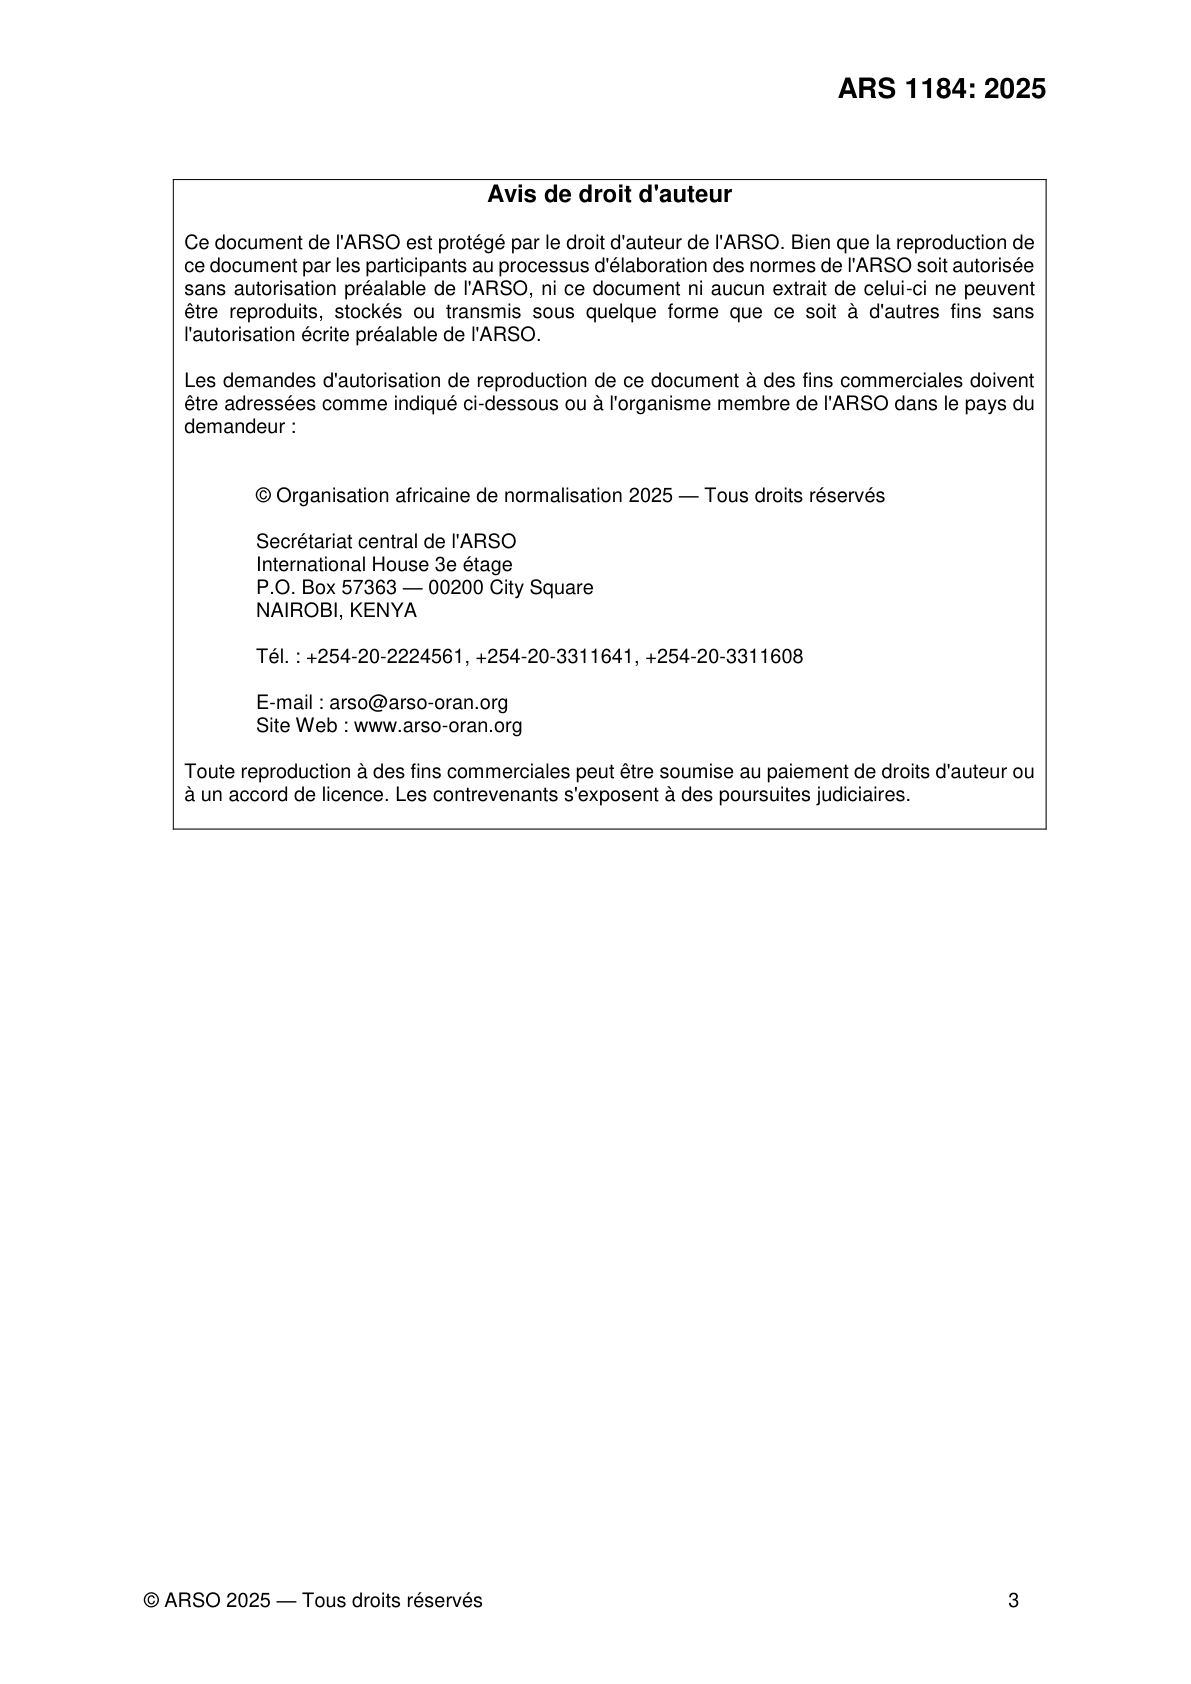 ARS 1184: 2025
Avis de droit d'auteur
Ce document de l'ARSO est protégé par le droit d'auteur de l'ARSO. Bien que la reproduction de
ce document par les participants au processus d'élaboration des normes de l'ARSO soit autorisée
sans autorisation préalable de l'ARSO, ni ce document ni aucun extrait de celui-ci ne peuvent
être reproduits, stockés ou transmis sous quelque forme que ce soit à d'autres fins sans
l'autorisation écrite préalable de l'ARSO.
Les demandes d'autorisation de reproduction de ce document à des fins commerciales doivent
être adressées comme indiqué ci-dessous ou à l'organisme membre de l'ARSO dans le pays du
demandeur :
© Organisation africaine de normalisation 2025 — Tous droits réservés
Secrétariat central de l'ARSO
International House 3e étage
P.O. Box 57363 — 00200 City Square
NAIROBI, KENYA
Tél. : +254-20-2224561, +254-20-3311641, +254-20-3311608
E-mail : arso@arso-oran.org
Site Web : www.arso-oran.org
Toute reproduction à des fins commerciales peut être soumise au paiement de droits d'auteur ou
à un accord de licence. Les contrevenants s'exposent à des poursuites judiciaires.
© ARSO 2025 — Tous droits réservés 3